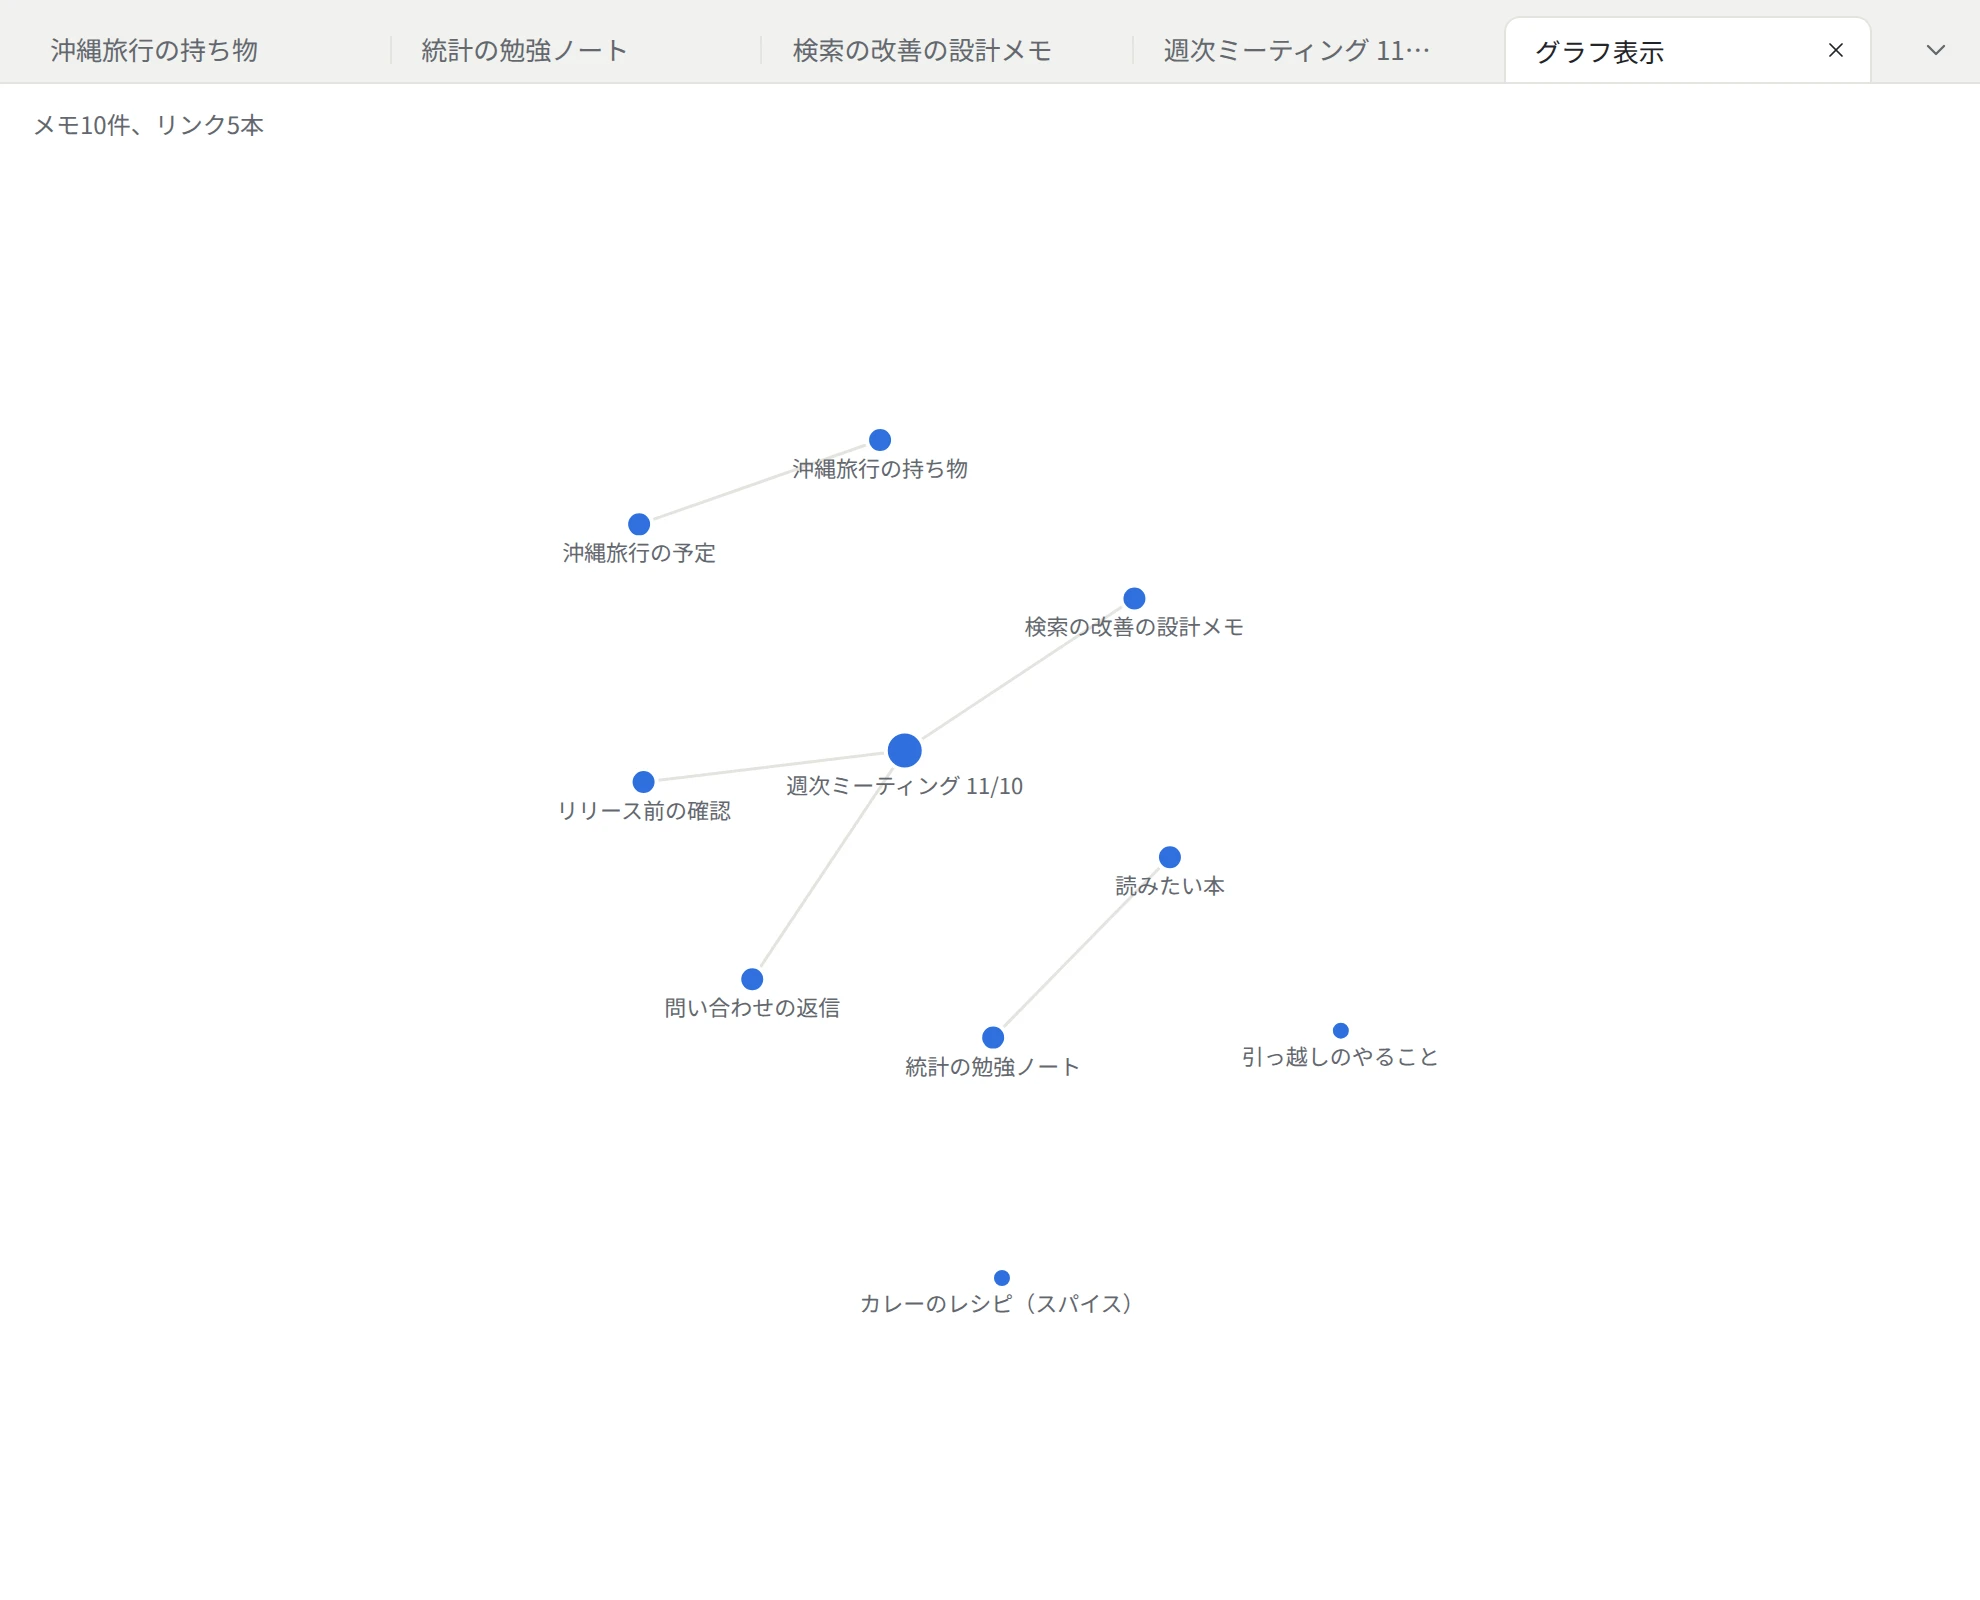 沖縄旅行の持ち物
統計の勉強ノート
検索の改善の設計メモ
週次ミーティング 11…
グラフ表示
メモ10件、リンク5本
沖縄旅行の持ち物
沖縄旅行の予定
検索の改善の設計メモ
週次ミーティング 11/10
リリース前の確認
読みたい本
問い合わせの返信
統計の勉強ノート
引っ越しのやること
カレーのレシピ（スパイス）